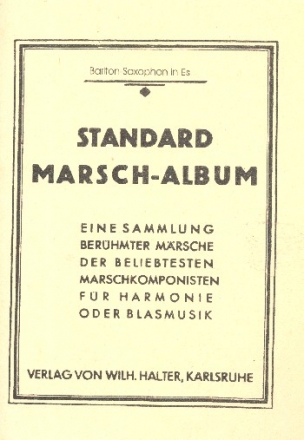 Bariton Saxophon in Es
STANDARD
MARSCH-ALBUM
EINE SAMMLUNG
BERÜHMTER MÄRSCHE
DER BELIEBTESTEN
MARSCHKOMPONISTEN
FÜR HARMONIE
ODER BLASMUSIK
VERLAG VON WILH. HALTER, KARLSRUHE